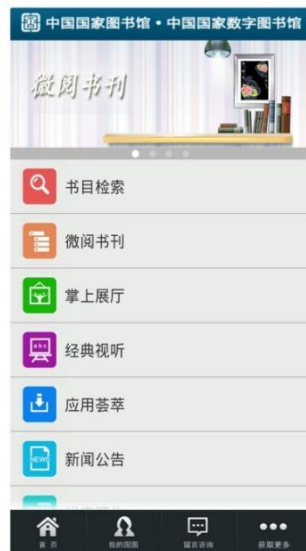 中国国家图书馆·中国国家数字图书馆
微阅书刊
书目检索
微阅书刊
掌上展厅
经典视听
abc
应用荟萃
NEWS
新闻公告
首页
我的国图
留言咨询
获取更多